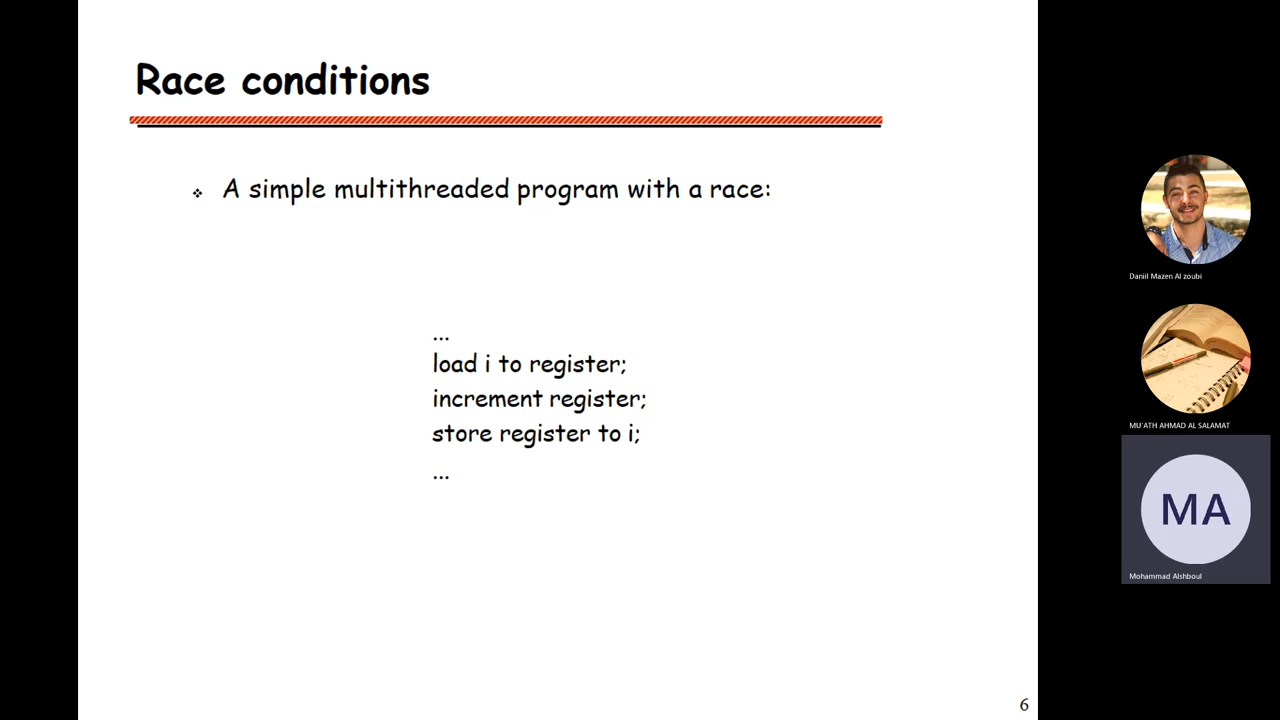 Race conditions
❖ A simple multithreaded program with a race:
...
load i to register;
increment register;
store register to i;
...
6
Daniil Mazen Al zoubi
MU'ATH AHMAD AL SALAMAT
MA
Mohammad Alshboul